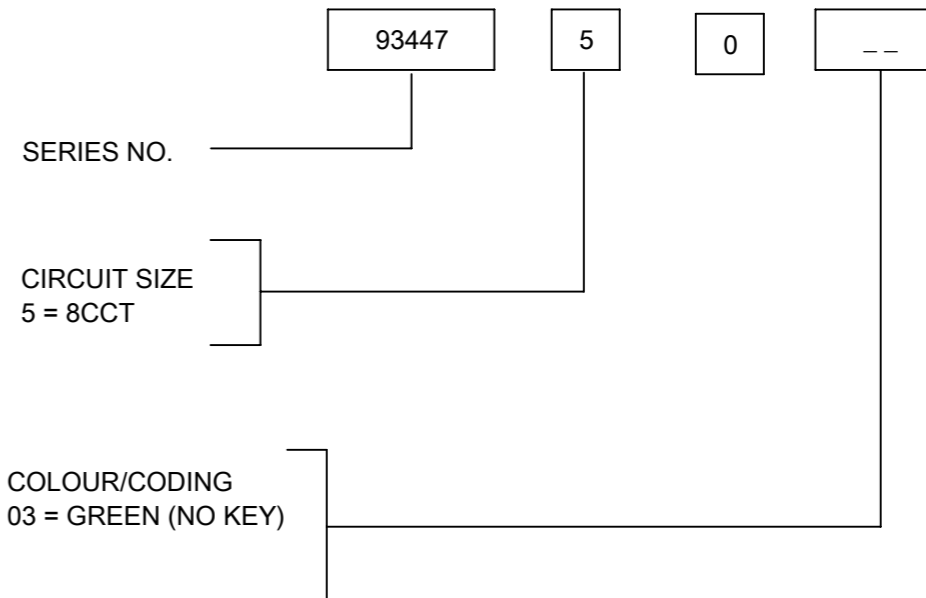 93447 5 0 _ _
SERIES NO.
CIRCUIT SIZE
5 = 8CCT
COLOUR/CODING
03 = GREEN (NO KEY)